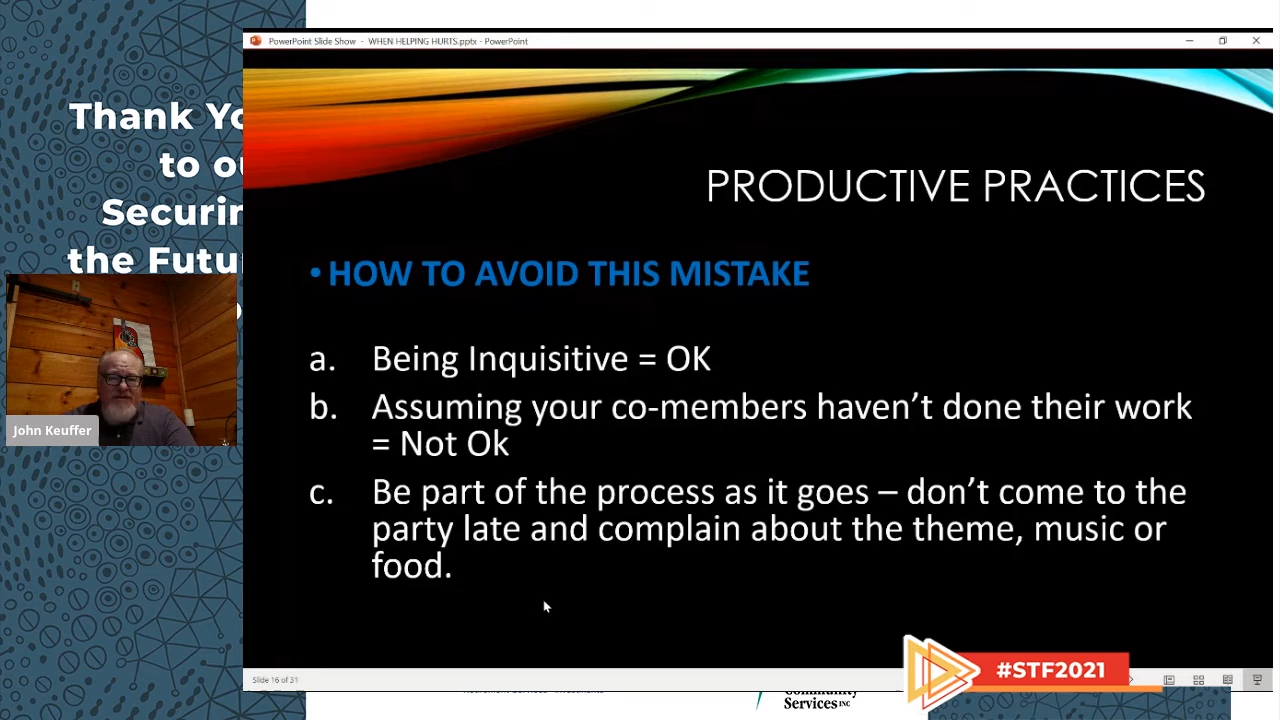 PowerPoint Slide Show - WHEN HELPING HURTS.pptx - PowerPoint
Thank Yo
to ou
Securin
the Futu
John Keuffer
PRODUCTIVE PRACTICES
• HOW TO AVOID THIS MISTAKE
a. Being Inquisitive = OK
b. Assuming your co-members haven’t done their work
= Not Ok
c. Be part of the process as it goes – don’t come to the
party late and complain about the theme, music or
food.
Slide 16 of 31
#STF2021
Community
Services INC